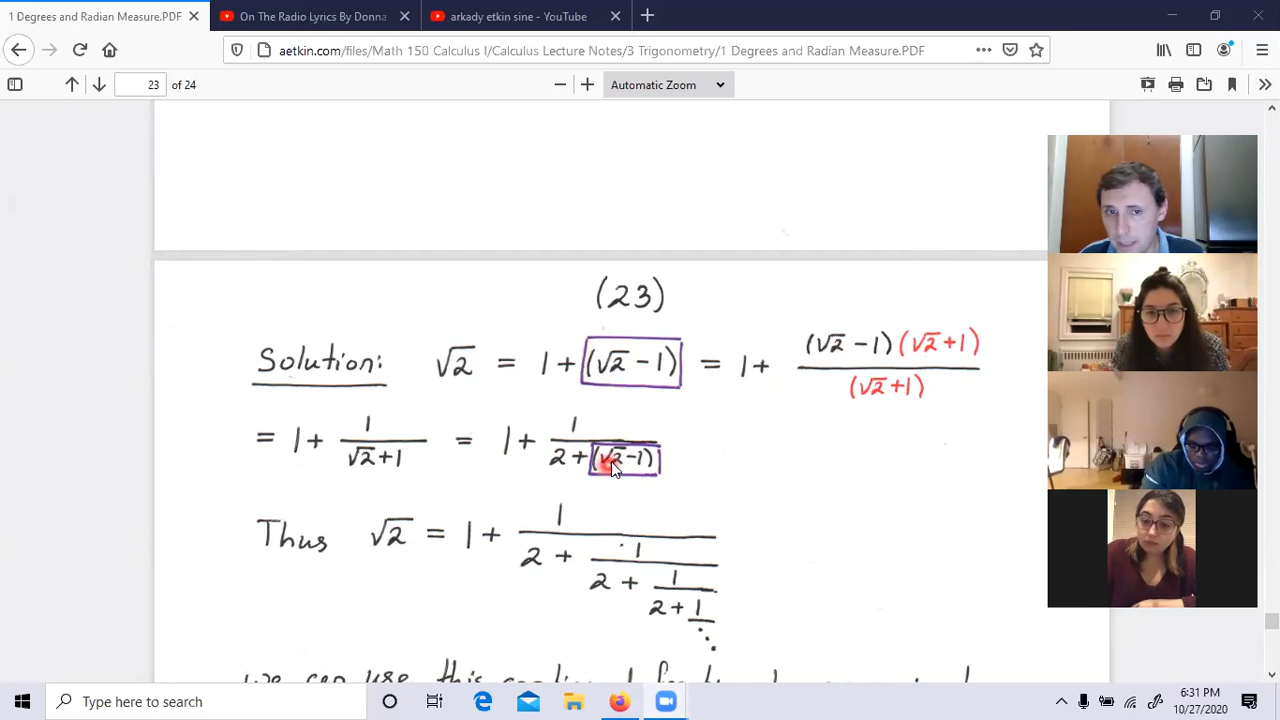 1 Degrees and Radian Measure.PDF
On The Radio Lyrics By Donna
arkady etkin sine - YouTube
aetkin.com/files/Math 150 Calculus I/Calculus Lecture Notes/3 Trigonometry/1 Degrees and Radian Measure.PDF
23 of 24
Automatic Zoom
(23)
Solution: √2 = 1 + (√2 - 1) = 1 + (√2 - 1)(√2 + 1) / (√2 + 1)
= 1 + 1 / (√2 + 1) = 1 + 1 / (2 + (√2 - 1))
Thus √2 = 1 + 1 / (2 + 1 / (2 + 1 / (2 + 1 / ⋱
we can use this
Type here to search
6:31 PM
10/27/2020